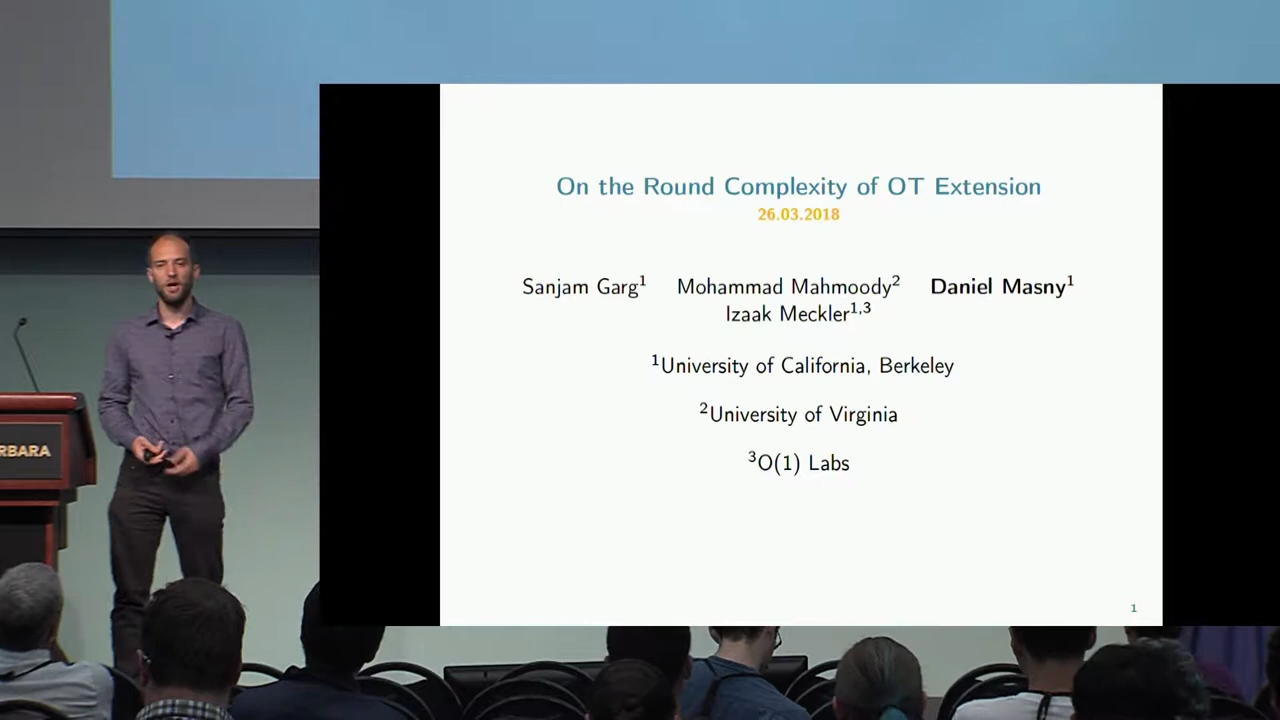 On the Round Complexity of OT Extension
26.03.2018
Sanjam Garg¹ Mohammad Mahmoody² Daniel Masny¹
Izaak Meckler¹,³
¹University of California, Berkeley
²University of Virginia
³O(1) Labs
1
RBARA